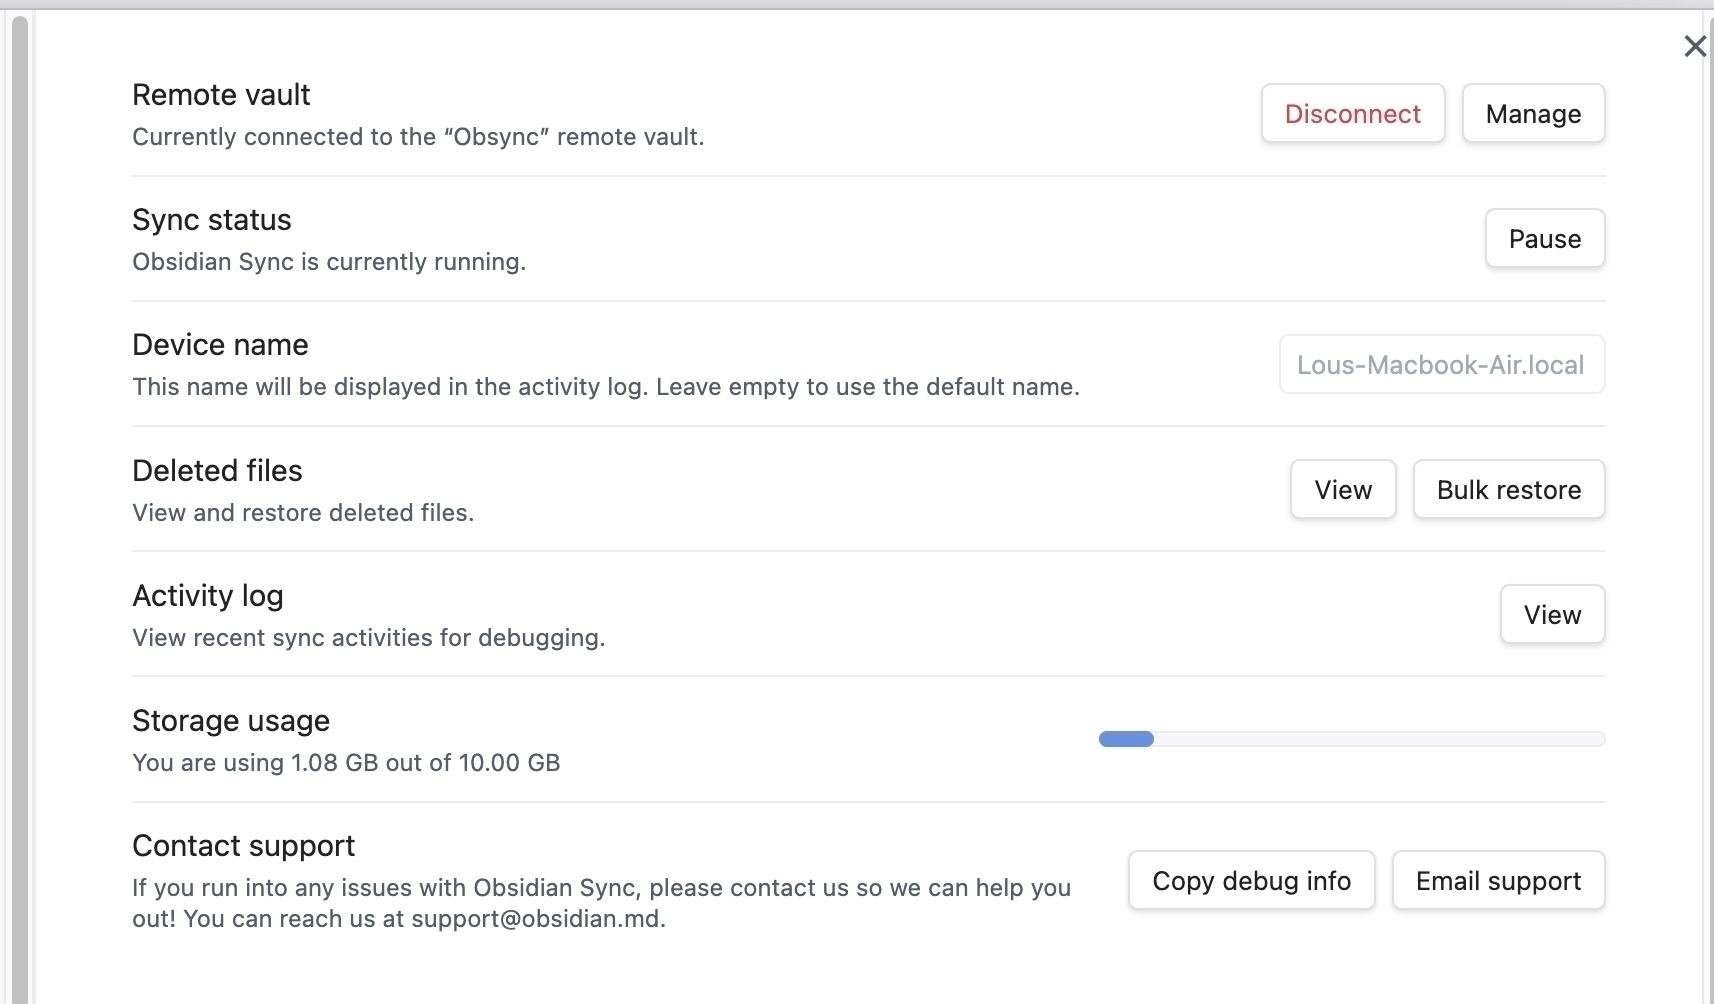 Remote vault
Disconnect
Manage
Currently connected to the “Obsync” remote vault.
Sync status
Pause
Obsidian Sync is currently running.
Device name
Lous-Macbook-Air.local
This name will be displayed in the activity log. Leave empty to use the default name.
Deleted files
View
Bulk restore
View and restore deleted files.
Activity log
View
View recent sync activities for debugging.
Storage usage
You are using 1.08 GB out of 10.00 GB
Contact support
If you run into any issues with Obsidian Sync, please contact us so we can help you
out! You can reach us at support@obsidian.md.
Copy debug info
Email support